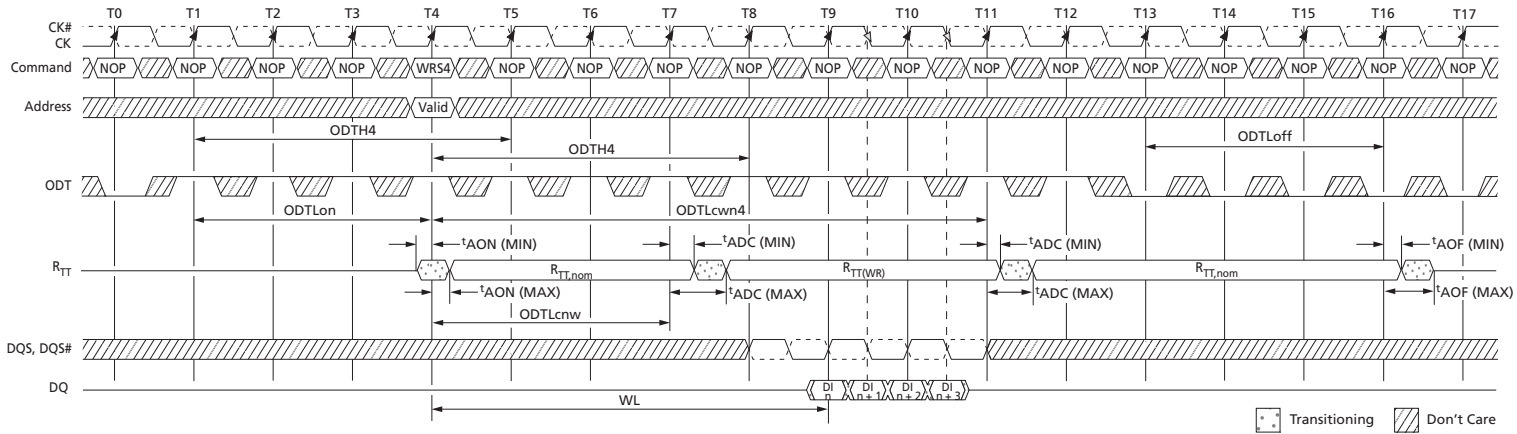 T0 T1 T2 T3 T4 T5 T6 T7 T8 T9 T10 T11 T12 T13 T14 T15 T16 T17
CK#
CK
Command NOP NOP NOP NOP WRS4 NOP NOP NOP NOP NOP NOP NOP NOP NOP NOP NOP NOP NOP
Address Valid
ODTH4 ODTLoff
ODTH4
ODT
ODTLon ODTLcwn4
tAON (MIN) tADC (MIN) tADC (MIN) tAOF (MIN)
RTT RTT,nom RTT(WR) RTT,nom
tAON (MAX) tADC (MAX) tADC (MAX) tAOF (MAX)
ODTLcnw
DQS, DQS#
DQ DI n DI n + 1 DI n + 2 DI n + 3
WL
Transitioning Don't Care